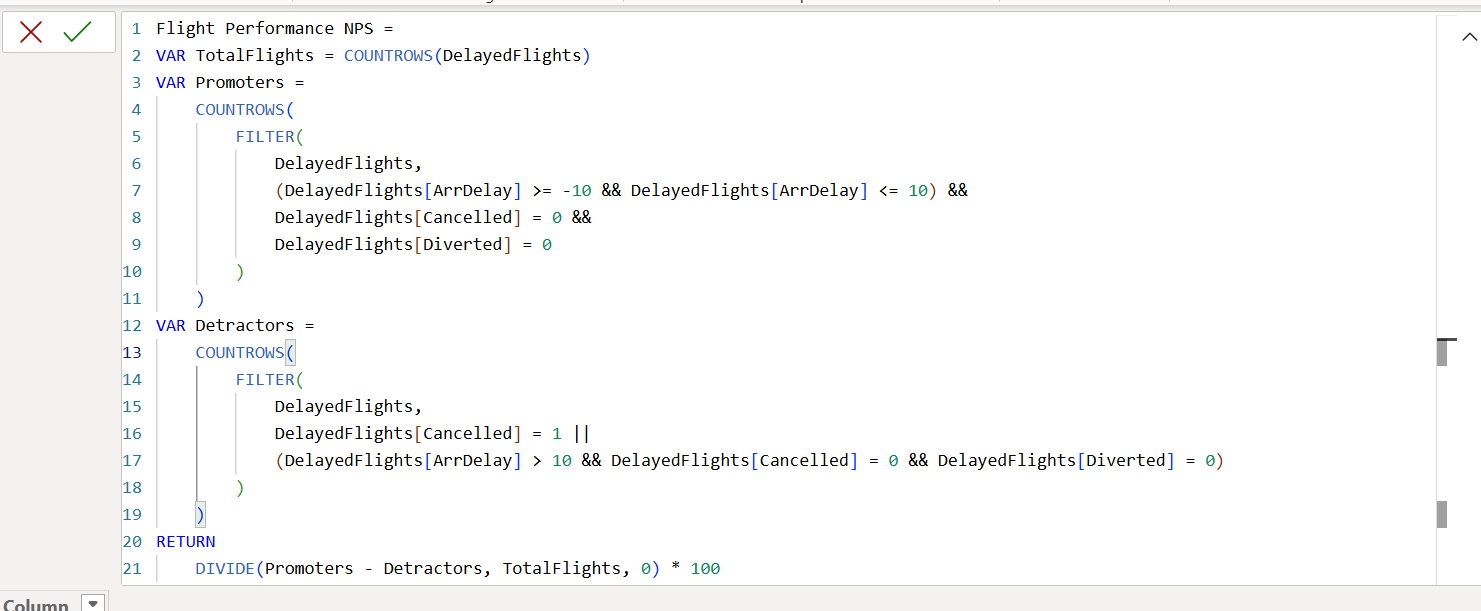 1 Flight Performance NPS =
2 VAR TotalFlights = COUNTROWS(DelayedFlights)
3 VAR Promoters =
4 COUNTROWS(
5 FILTER(
6 DelayedFlights,
7 (DelayedFlights[ArrDelay] >= -10 && DelayedFlights[ArrDelay] <= 10) &&
8 DelayedFlights[Cancelled] = 0 &&
9 DelayedFlights[Diverted] = 0
10 )
11 )
12 VAR Detractors =
13 COUNTROWS(
14 FILTER(
15 DelayedFlights,
16 DelayedFlights[Cancelled] = 1 ||
17 (DelayedFlights[ArrDelay] > 10 && DelayedFlights[Cancelled] = 0 && DelayedFlights[Diverted] = 0)
18 )
19 )
20 RETURN
21 DIVIDE(Promoters - Detractors, TotalFlights, 0) * 100
Column